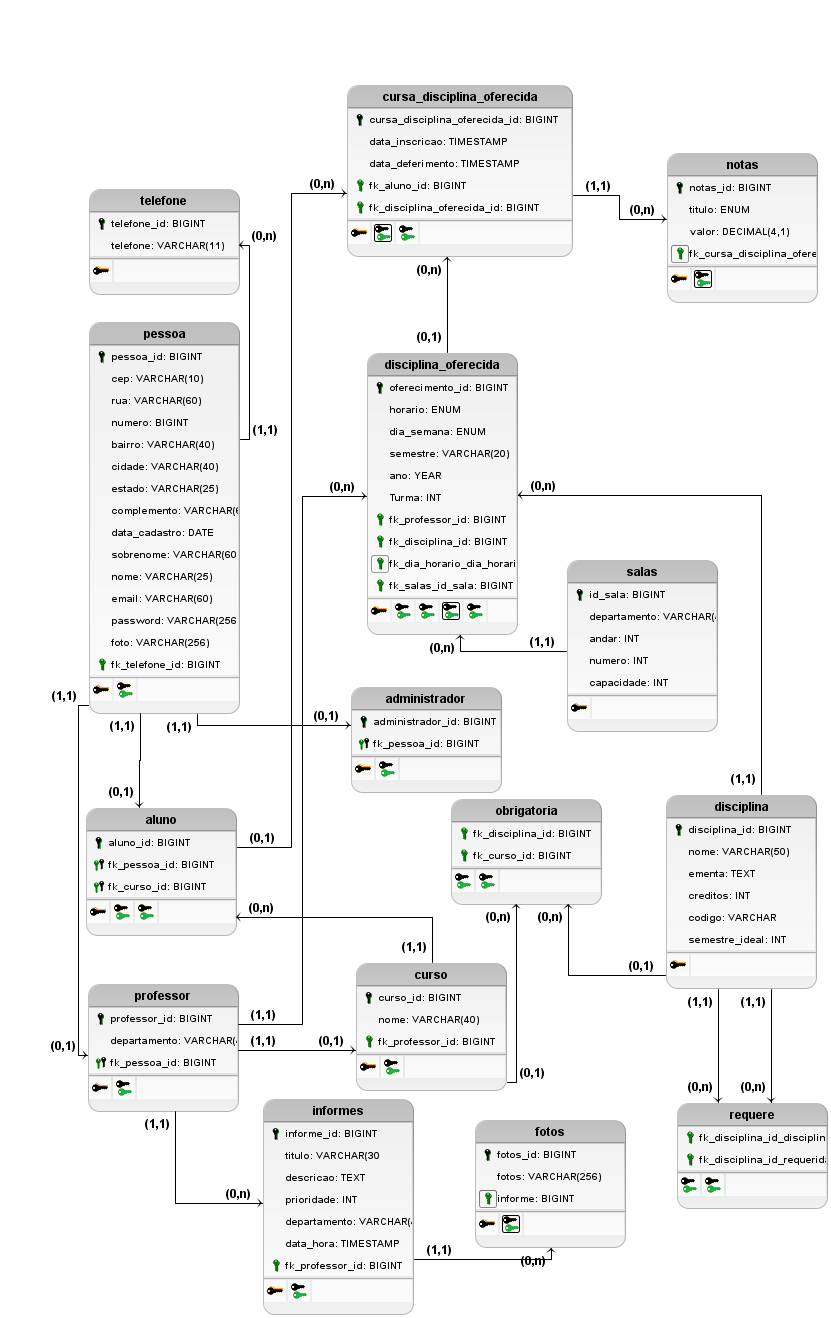 cursa_disciplina_oferecida
cursa_disciplina_oferecida_id: BIGINT
data_inscricao: TIMESTAMP
data_deferimento: TIMESTAMP
fk_aluno_id: BIGINT
fk_disciplina_oferecida_id: BIGINT
(0,n)
(1,1)
(0,n)
(0,n)
(0,1)
notas
notas_id: BIGINT
titulo: ENUM
valor: DECIMAL(4,1)
fk_cursa_disciplina_ofere
telefone
telefone_id: BIGINT
telefone: VARCHAR(11)
(0,n)
(1,1)
pessoa
pessoa_id: BIGINT
cep: VARCHAR(10)
rua: VARCHAR(60)
numero: BIGINT
bairro: VARCHAR(40)
cidade: VARCHAR(40)
estado: VARCHAR(25)
complemento: VARCHAR(6
data_cadastro: DATE
sobrenome: VARCHAR(60
nome: VARCHAR(25)
email: VARCHAR(60)
password: VARCHAR(256
foto: VARCHAR(256)
fk_telefone_id: BIGINT
(1,1)
(1,1)
(1,1)
disciplina_oferecida
oferecimento_id: BIGINT
horario: ENUM
dia_semana: ENUM
semestre: VARCHAR(20)
ano: YEAR
Turma: INT
fk_professor_id: BIGINT
fk_disciplina_id: BIGINT
fk_dia_horario_dia_horari
fk_salas_id_sala: BIGINT
(0,n)
(0,n)
(0,n)
(1,1)
salas
id_sala: BIGINT
departamento: VARCHAR(4
andar: INT
numero: INT
capacidade: INT
(0,1)
administrador
administrador_id: BIGINT
fk_pessoa_id: BIGINT
(0,1)
aluno
aluno_id: BIGINT
fk_pessoa_id: BIGINT
fk_curso_id: BIGINT
(0,1)
(0,n)
obrigatoria
fk_disciplina_id: BIGINT
fk_curso_id: BIGINT
(0,n)
(0,n)
(1,1)
disciplina
disciplina_id: BIGINT
nome: VARCHAR(50)
ementa: TEXT
creditos: INT
codigo: VARCHAR
semestre_ideal: INT
(0,1)
(1,1)
(1,1)
(1,1)
curso
curso_id: BIGINT
nome: VARCHAR(40)
fk_professor_id: BIGINT
(0,1)
(0,1)
professor
professor_id: BIGINT
departamento: VARCHAR(4
fk_pessoa_id: BIGINT
(0,1)
(1,1)
(1,1)
(1,1)
(0,n)
(0,n)
(0,n)
requere
fk_disciplina_id_disciplin
fk_disciplina_id_requerida
informes
informe_id: BIGINT
titulo: VARCHAR(30
descricao: TEXT
prioridade: INT
departamento: VARCHAR(4
data_hora: TIMESTAMP
fk_professor_id: BIGINT
(1,1)
(0,n)
fotos
fotos_id: BIGINT
fotos: VARCHAR(256)
informe: BIGINT